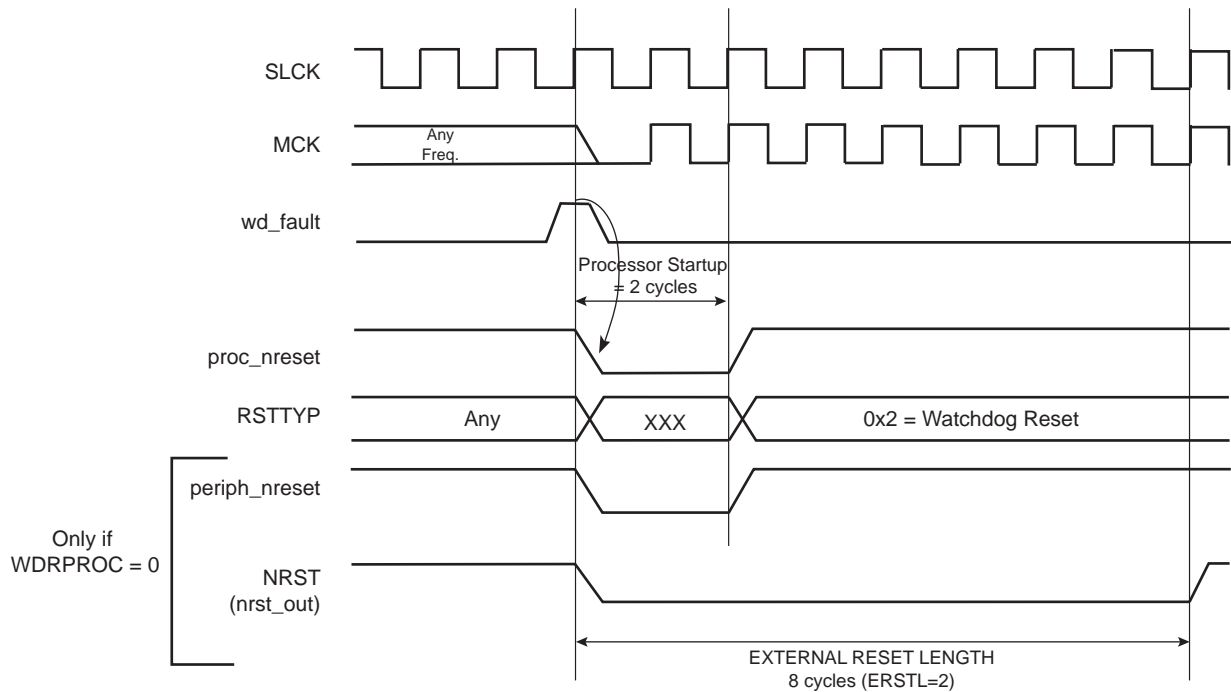 SLCK
MCK
Any
Freq.
wd_fault
Processor Startup
= 2 cycles
proc_nreset
RSTTYP
Any
XXX
0x2 = Watchdog Reset
periph_nreset
Only if
WDRPROC = 0
NRST
(nrst_out)
EXTERNAL RESET LENGTH
8 cycles (ERSTL=2)